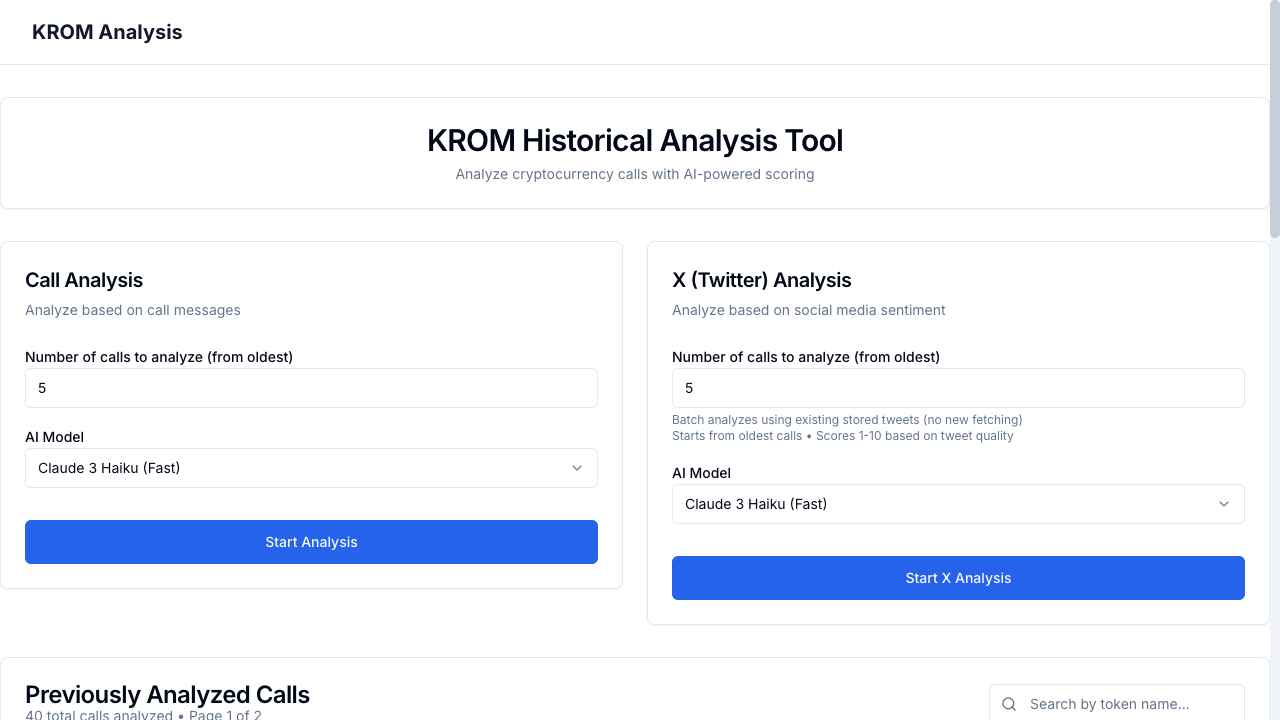 KROM Analysis
KROM Historical Analysis Tool
Analyze cryptocurrency calls with AI-powered scoring
Call Analysis
Analyze based on call messages
Number of calls to analyze (from oldest)
5
AI Model
Claude 3 Haiku (Fast)
Start Analysis
X (Twitter) Analysis
Analyze based on social media sentiment
Number of calls to analyze (from oldest)
5
Batch analyzes using existing stored tweets (no new fetching)
Starts from oldest calls • Scores 1-10 based on tweet quality
AI Model
Claude 3 Haiku (Fast)
Start X Analysis
Previously Analyzed Calls
40 total calls analyzed • Page 1 of 2
Search by token name...